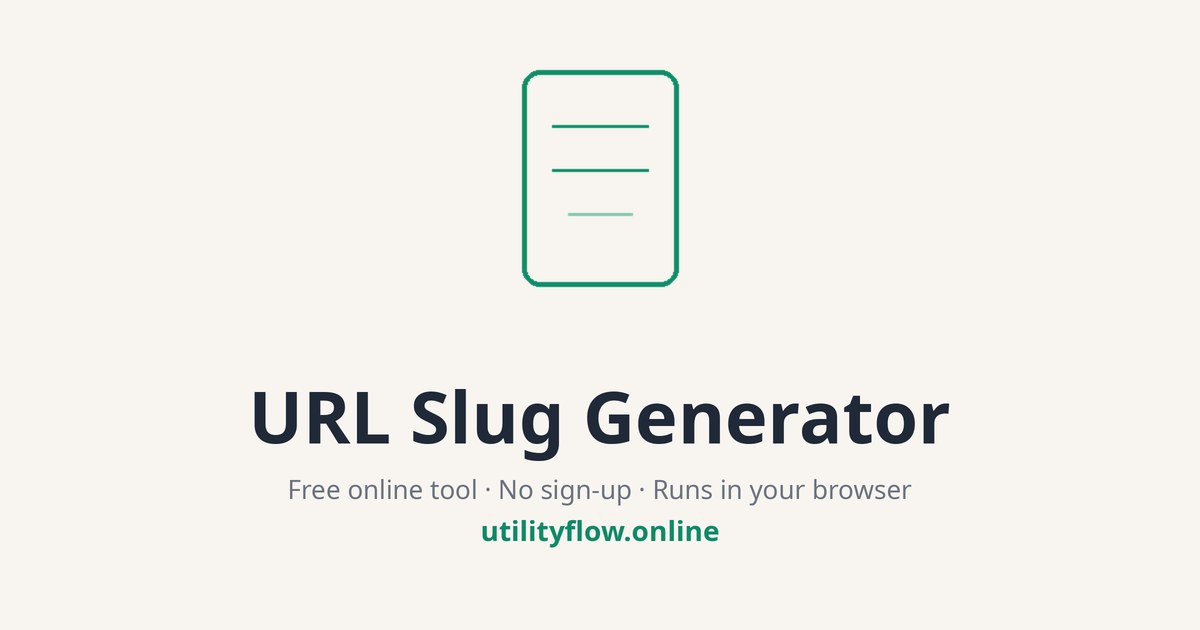 URL Slug Generator
Free online tool · No sign-up · Runs in your browser
utilityflow.online